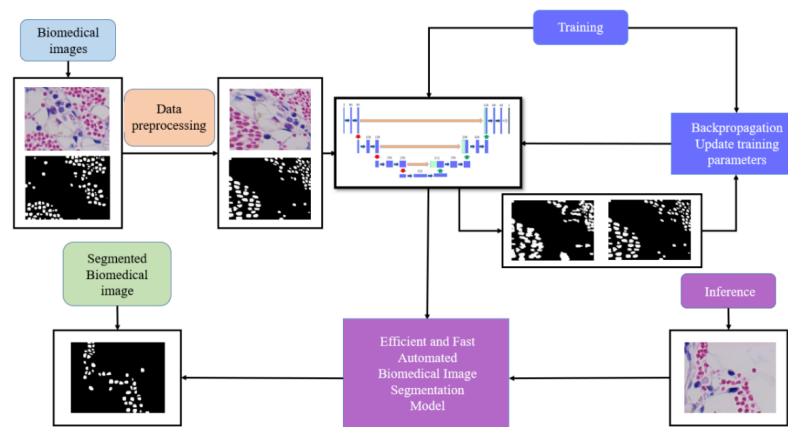 Biomedical
images
Training
Data
preprocessing
Backpropagation
Update training
parameters
Segmented
Biomedical
image
Inference
Efficient and Fast
Automated
Biomedical Image
Segmentation
Model